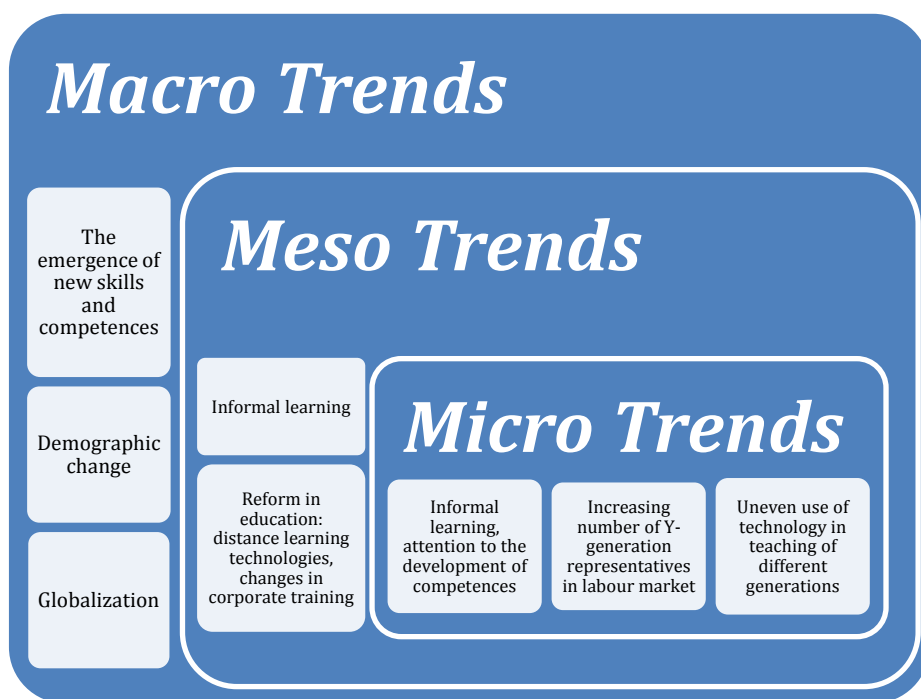 Macro Trends
The
emergence of
new skills
and
competences
Demographic
change
Globalization
Meso Trends
Informal learning
Reform in
education:
distance learning
technologies,
changes in
corporate training
Micro Trends
Informal
learning,
attention to the
development of
competences
Increasing
number of Y-
generation
representatives
in labour market
Uneven use of
technology in
teaching of
different
generations